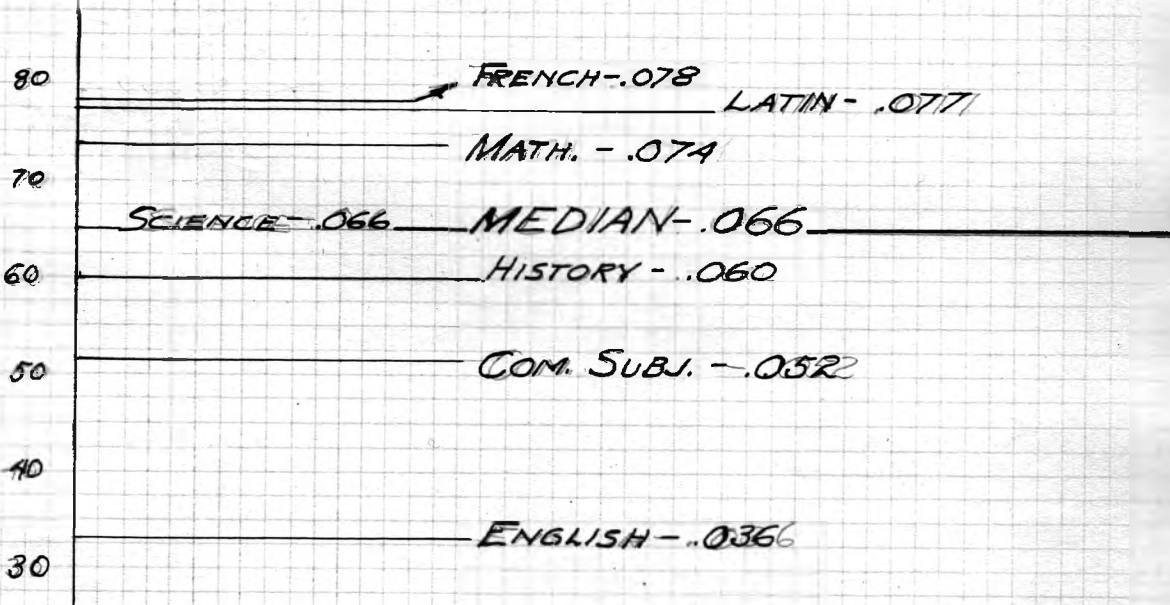 80
FRENCH-.078
LATIN - .077
MATH. - .074
70
SCIENCE-.066 MEDIAN-.066
60
HISTORY - .060
50
COM. SUBJ. - .052
40
ENGLISH - .036
30